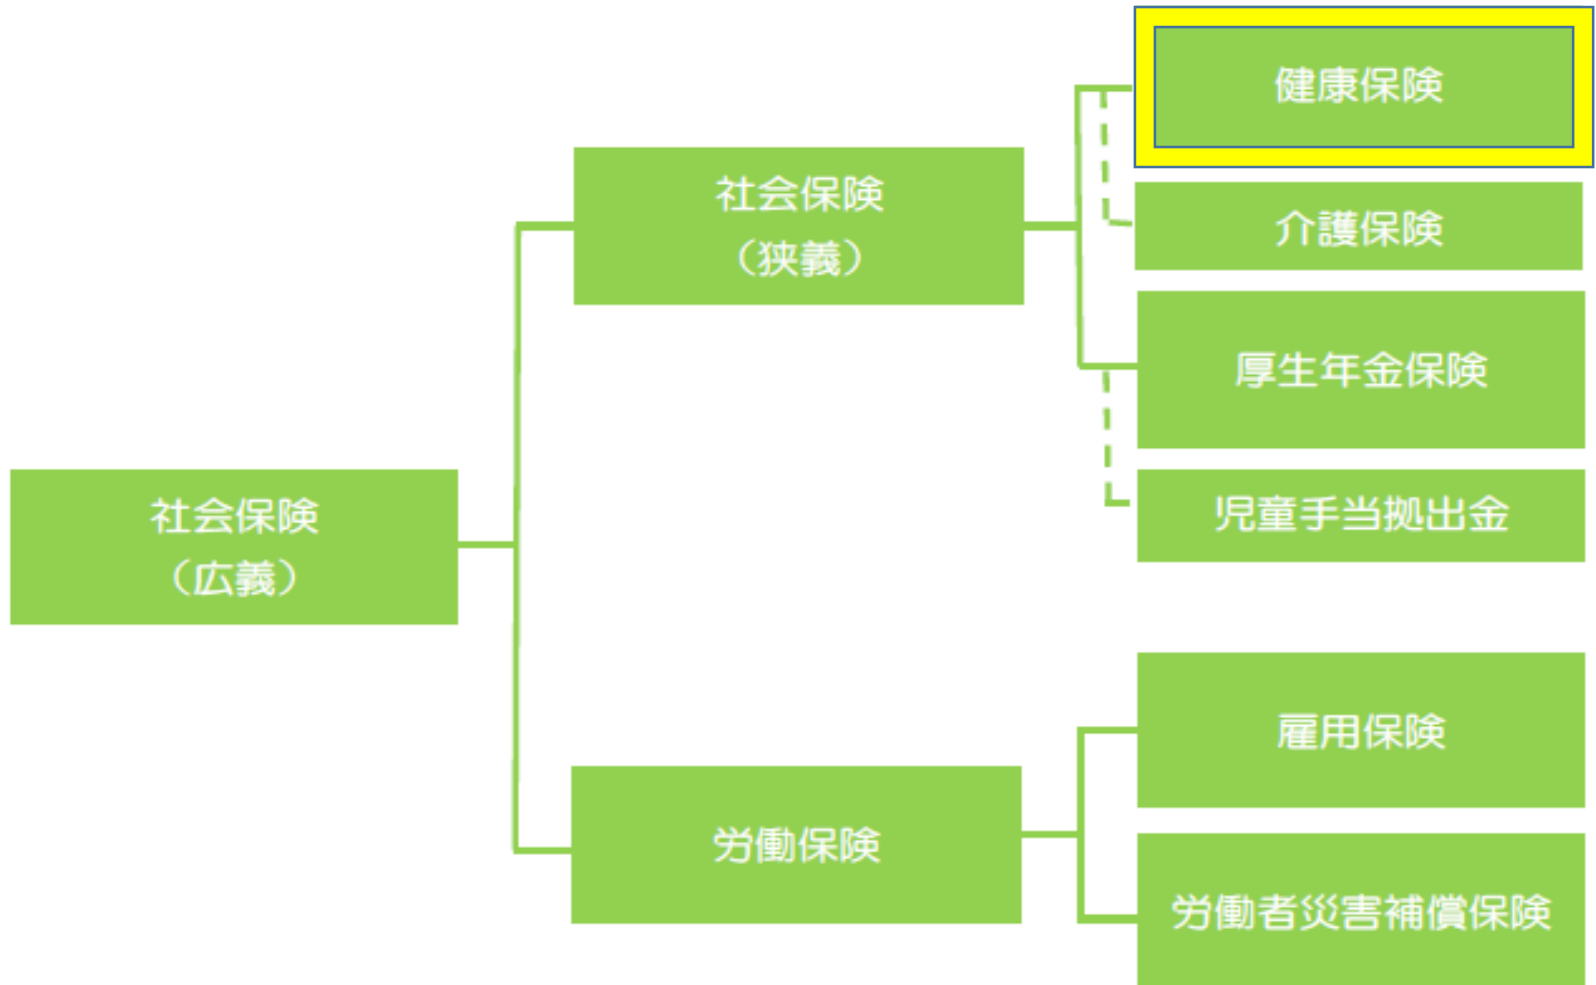 健康保険
社会保険
（狭義）
介護保険
厚生年金保険
児童手当拠出金
社会保険
（広義）
雇用保険
労働保険
労働者災害補償保険